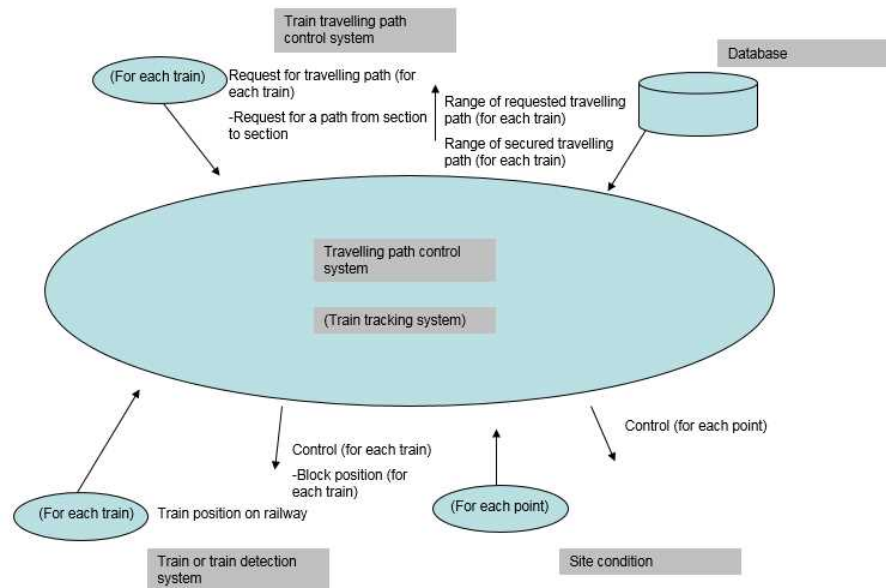 Train travelling path
control system
Database
(For each train)
Request for travelling path (for
each train)
-Request for a path from section
to section
Range of requested travelling
path (for each train)
Range of secured travelling
path (for each train)
Travelling path control
system
(Train tracking system)
Control (for each train)
-Block position (for
each train)
Control (for each point)
(For each train)
Train position on railway
(For each point)
Train or train detection
system
Site condition